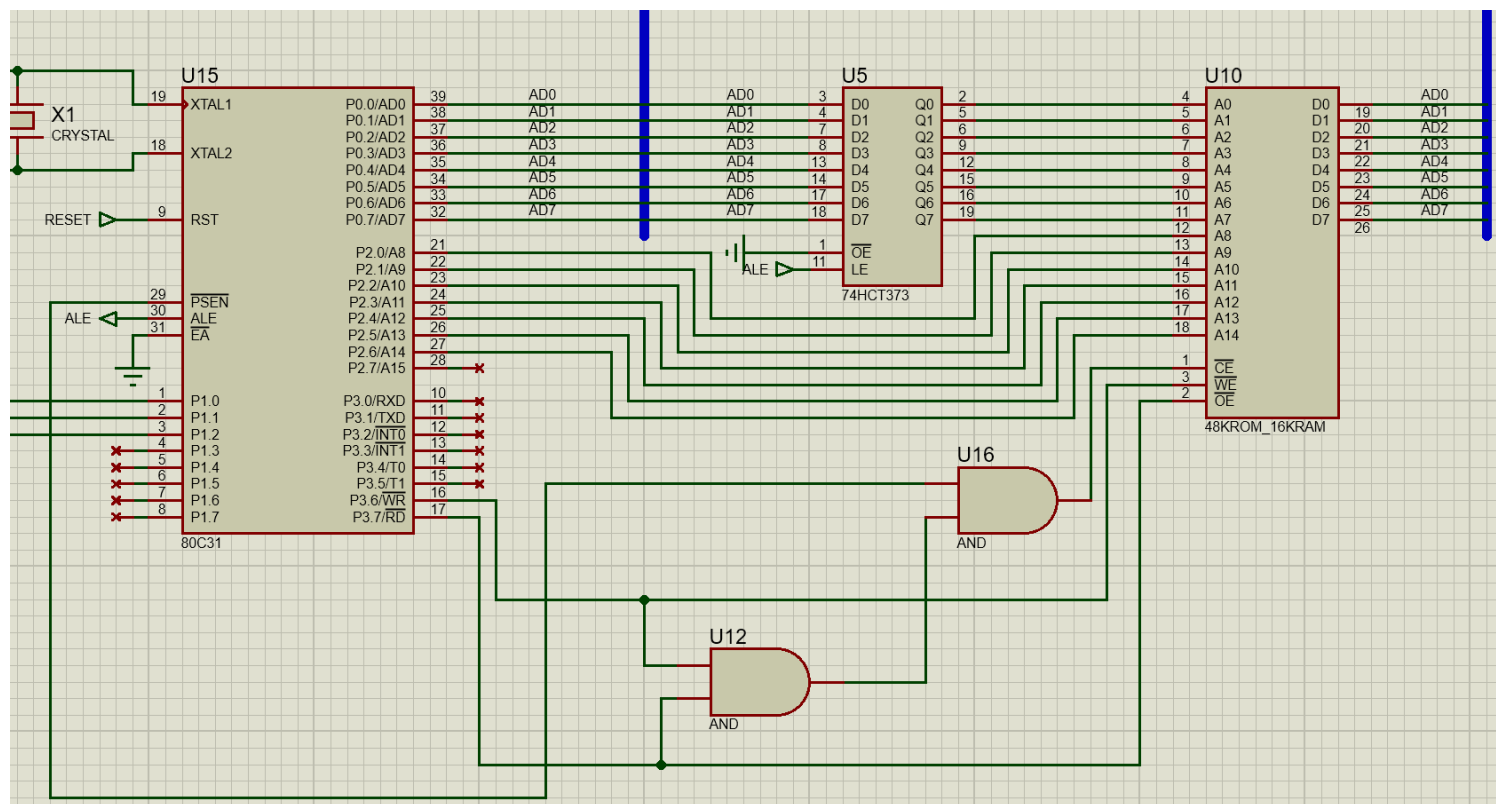 X1
CRYSTAL
RESET
ALE
U15
19 XTAL1
18 XTAL2
9 RST
29 PSEN
30 ALE
31 EA
1 P1.0
2 P1.1
3 P1.2
4 P1.3
5 P1.4
6 P1.5
7 P1.6
8 P1.7
P0.0/AD0 39 AD0
P0.1/AD1 38 AD1
P0.2/AD2 37 AD2
P0.3/AD3 36 AD3
P0.4/AD4 35 AD4
P0.5/AD5 34 AD5
P0.6/AD6 33 AD6
P0.7/AD7 32 AD7
P2.0/A8 21
P2.1/A9 22
P2.2/A10 23
P2.3/A11 24
P2.4/A12 25
P2.5/A13 26
P2.6/A14 27
P2.7/A15 28
P3.0/RXD 10
P3.1/TXD 11
P3.2/INT0 12
P3.3/INT1 13
P3.4/T0 14
P3.5/T1 15
P3.6/WR 16
P3.7/RD 17
80C31
U5
AD0 3 D0 Q0 2
AD1 4 D1 Q1 5
AD2 7 D2 Q2 6
AD3 8 D3 Q3 9
AD4 13 D4 Q4 12
AD5 14 D5 Q5 15
AD6 17 D6 Q6 16
AD7 18 D7 Q7 19
1 OE
ALE 11 LE
74HCT373
U10
4 A0 D0 19 AD0
5 A1 D1 20 AD1
6 A2 D2 21 AD2
7 A3 D3 22 AD3
8 A4 D4 23 AD4
9 A5 D5 24 AD5
10 A6 D6 25 AD6
11 A7 D7 26 AD7
12 A8
13 A9
14 A10
15 A11
16 A12
17 A13
18 A14
1 CE
3 WE
2 OE
48KROM_16KRAM
U16
AND
U12
AND